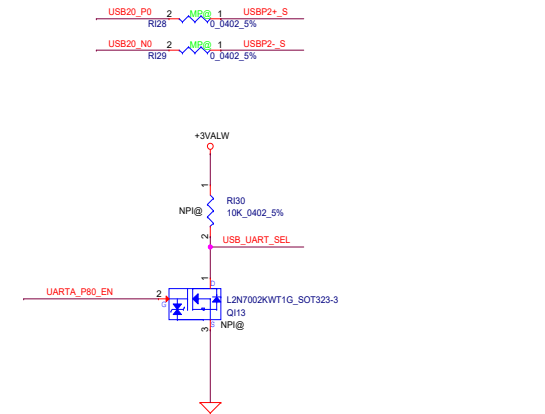 USB20_P0 2 MP@ 1 USBP2+_S
RI28 0_0402_5%
USB20_N0 2 MP@ 1 USBP2-_S
RI29 0_0402_5%
+3VALW
1
RI30
NPI@ 10K_0402_5%
2
USB_UART_SEL
1
D
UARTA_P80_EN 2
G
L2N7002KWT1G_SOT323-3
QI13
S NPI@
3